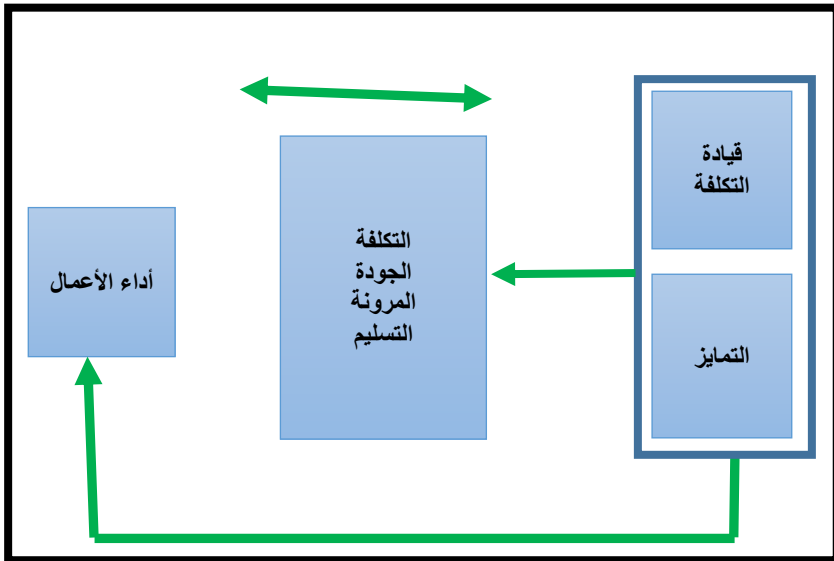 قيادة
التكلفة
التمايز
التكلفة
الجودة
المرونة
التسليم
أداء الأعمال